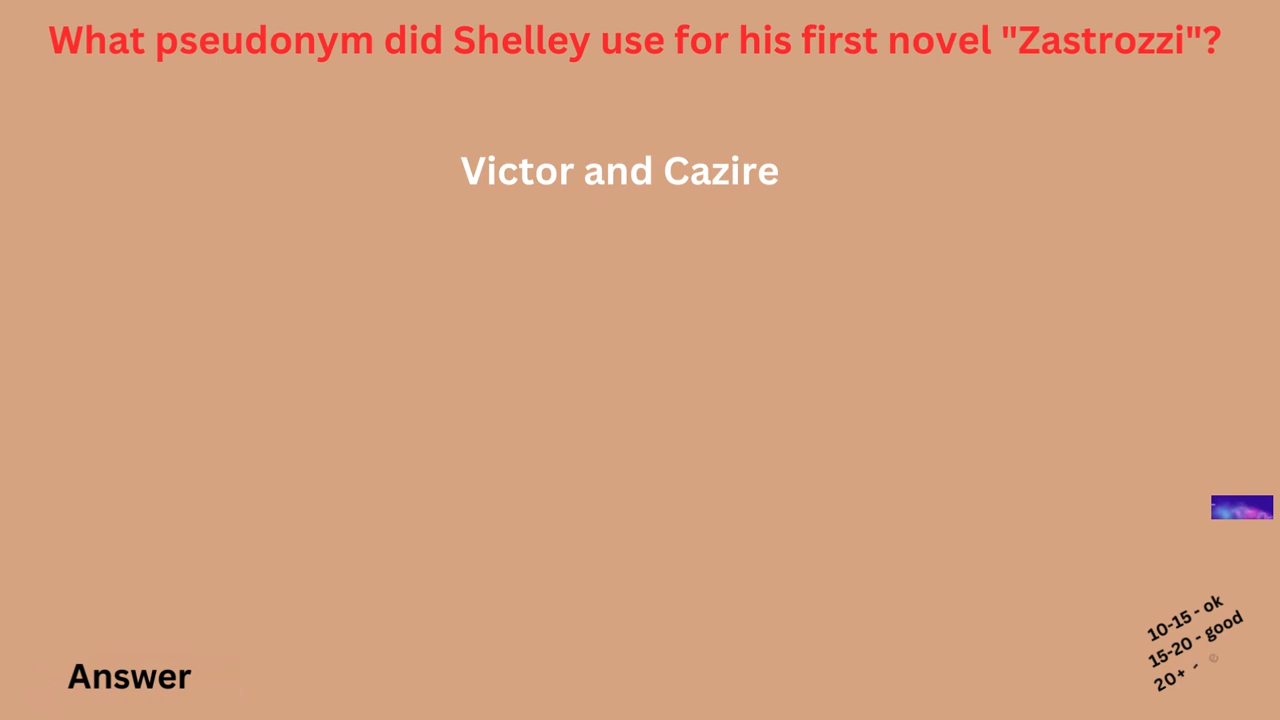 What pseudonym did Shelley use for his first novel "Zastrozzi"?
Victor and Cazire
10-15 - ok
15-20 - good
20+ -
Answer